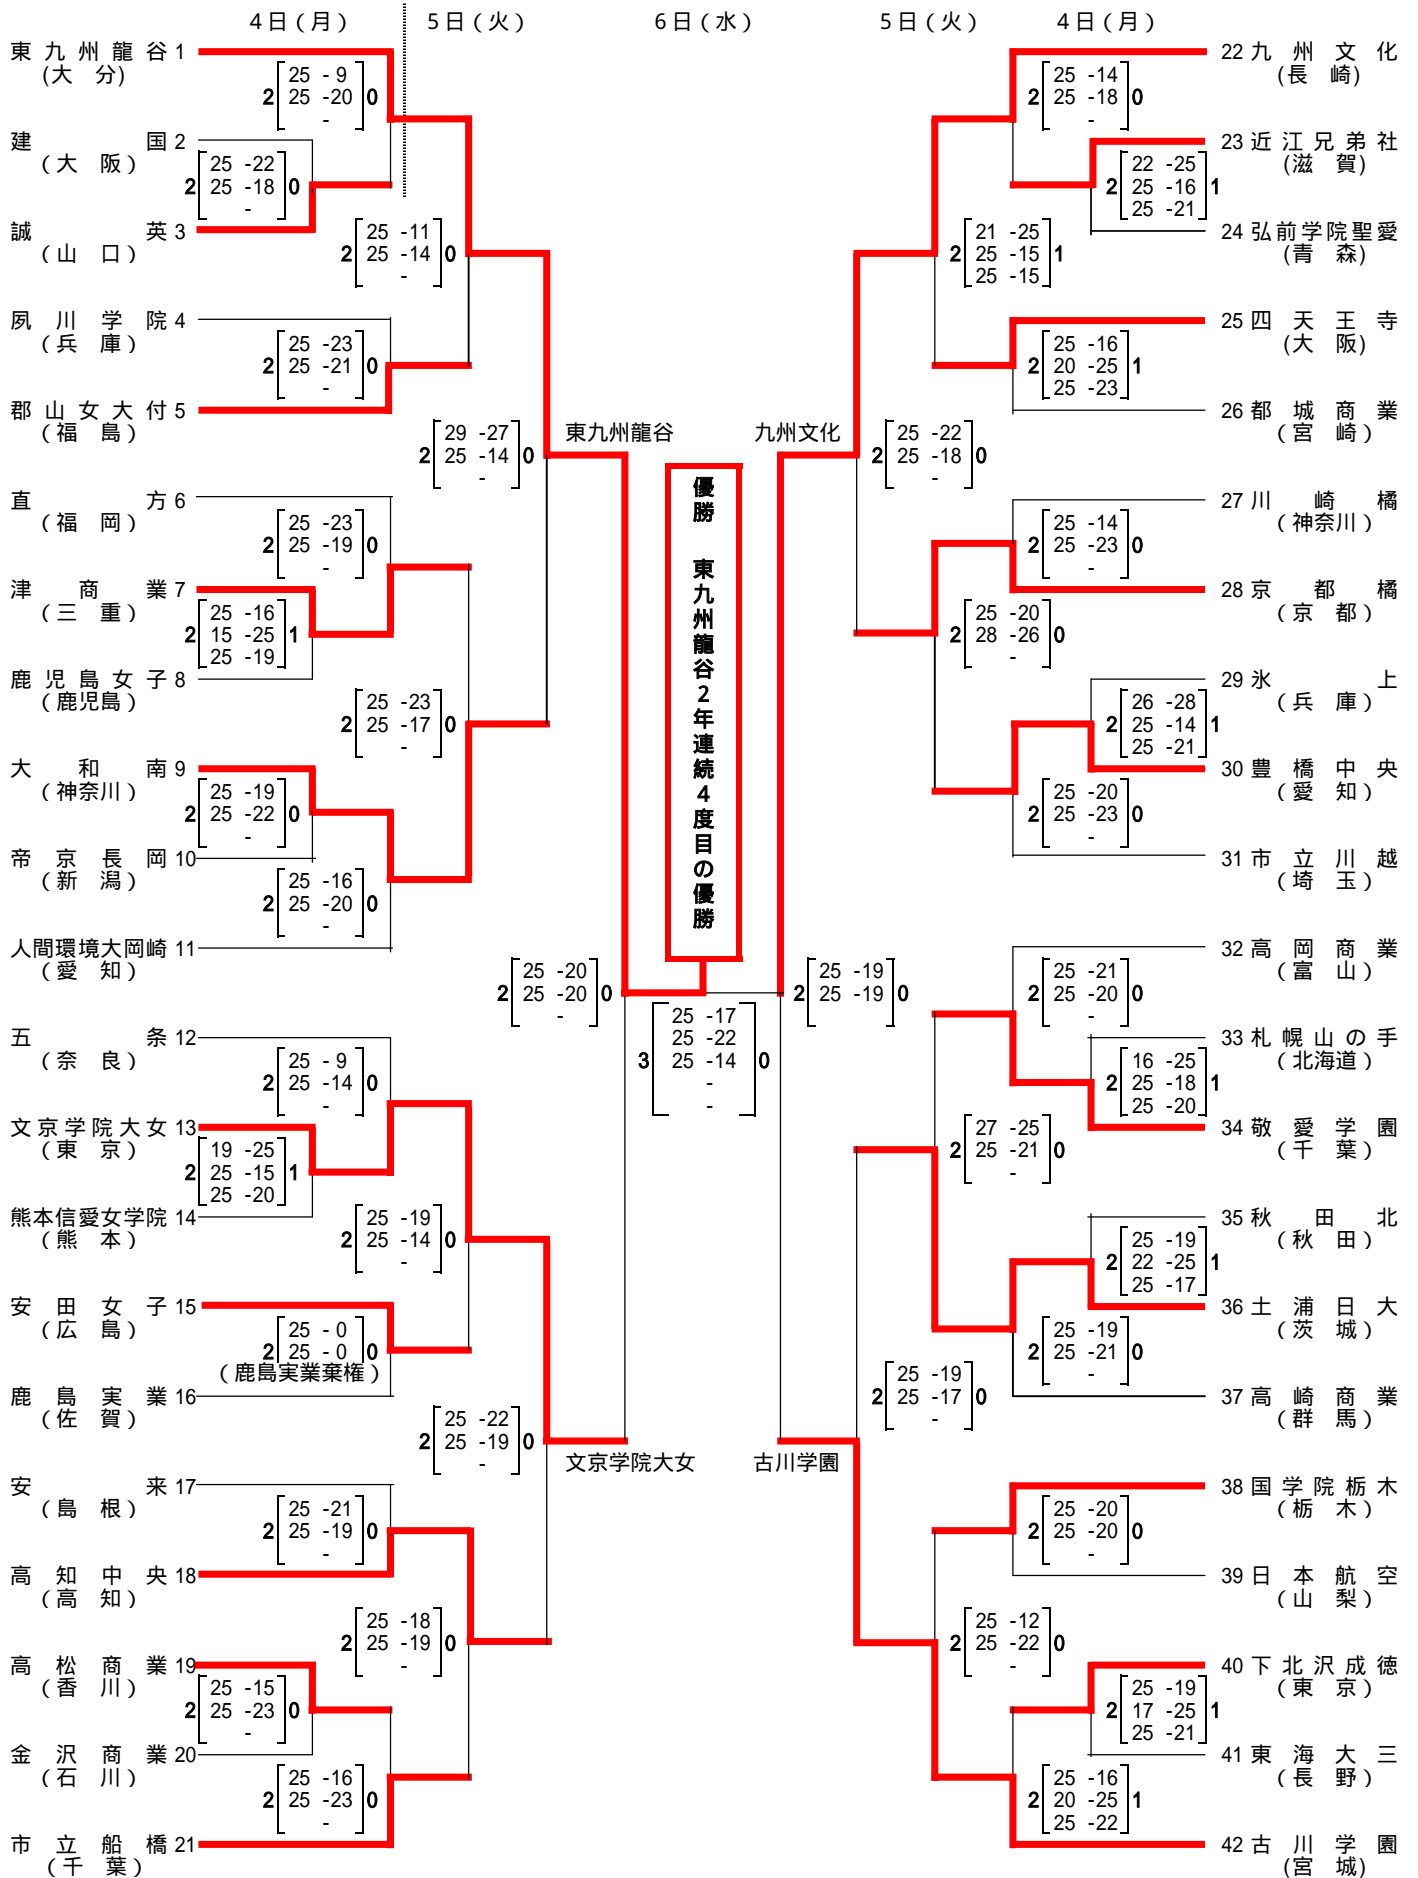 4日(月) 5日(火) 6日(水) 5日(火) 4日(月)
東九州龍谷 1
(大分)
25 - 9
2 25 -20 0
-
建国 2
(大阪)
25 -22
2 25 -18 0
-
誠英 3
(山口)
25 -11
2 25 -14 0
-
夙川学院 4
(兵庫)
25 -23
2 25 -21 0
-
郡山女大付 5
(福島)
29 -27
2 25 -14 0
-
東九州龍谷
直方 6
(福岡)
25 -23
2 25 -19 0
-
津商業 7
(三重)
25 -16
2 15 -25 1
25 -19
鹿児島女子 8
(鹿児島)
25 -23
2 25 -17 0
-
大和南 9
(神奈川)
25 -19
2 25 -22 0
-
帝京長岡 10
(新潟)
25 -16
2 25 -20 0
-
人間環境大岡崎 11
(愛知)
25 -20
2 25 -20 0
-
五条 12
(奈良)
25 - 9
2 25 -14 0
-
文京学院大女 13
(東京)
19 -25
2 25 -15 1
25 -20
熊本信愛女学院 14
(熊本)
25 -19
2 25 -14 0
-
安田女子 15
(広島)
25 - 0
2 25 - 0 0
(鹿島実業棄権)
鹿島実業 16
(佐賀)
25 -22
2 25 -19 0
-
文京学院大女
安来 17
(島根)
25 -21
2 25 -19 0
-
高知中央 18
(高知)
25 -18
2 25 -19 0
-
高松商業 19
(香川)
25 -15
2 25 -23 0
-
金沢商業 20
(石川)
25 -16
2 25 -23 0
-
市立船橋 21
(千葉)
優勝 東九州龍谷2年連続4度目の優勝
25 -17
25 -22
3 25 -14 0
-
-
22 九州文化
(長崎)
25 -14
2 25 -18 0
-
23 近江兄弟社
(滋賀)
22 -25
2 25 -16 1
25 -21
24 弘前学院聖愛
(青森)
21 -25
2 25 -15 1
25 -15
25 四天王寺
(大阪)
25 -16
2 20 -25 1
25 -23
26 都城商業
(宮崎)
九州文化
25 -22
2 25 -18 0
-
27 川崎橘
(神奈川)
25 -14
2 25 -23 0
-
28 京都橘
(京都)
25 -20
2 28 -26 0
-
29 氷上
(兵庫)
26 -28
2 25 -14 1
25 -21
30 豊橋中央
(愛知)
25 -20
2 25 -23 0
-
31 市立川越
(埼玉)
25 -19
2 25 -19 0
-
32 高岡商業
(富山)
25 -21
2 25 -20 0
-
33 札幌山の手
(北海道)
16 -25
2 25 -18 1
25 -20
34 敬愛学園
(千葉)
27 -25
2 25 -21 0
-
35 秋田北
(秋田)
25 -19
2 22 -25 1
25 -17
36 土浦日大
(茨城)
25 -19
2 25 -21 0
-
37 高崎商業
(群馬)
25 -19
2 25 -17 0
-
古川学園
38 国学院栃木
(栃木)
25 -20
2 25 -20 0
-
39 日本航空
(山梨)
25 -12
2 25 -22 0
-
40 下北沢成徳
(東京)
25 -19
2 17 -25 1
25 -21
41 東海大三
(長野)
25 -16
2 20 -25 1
25 -22
42 古川学園
(宮城)